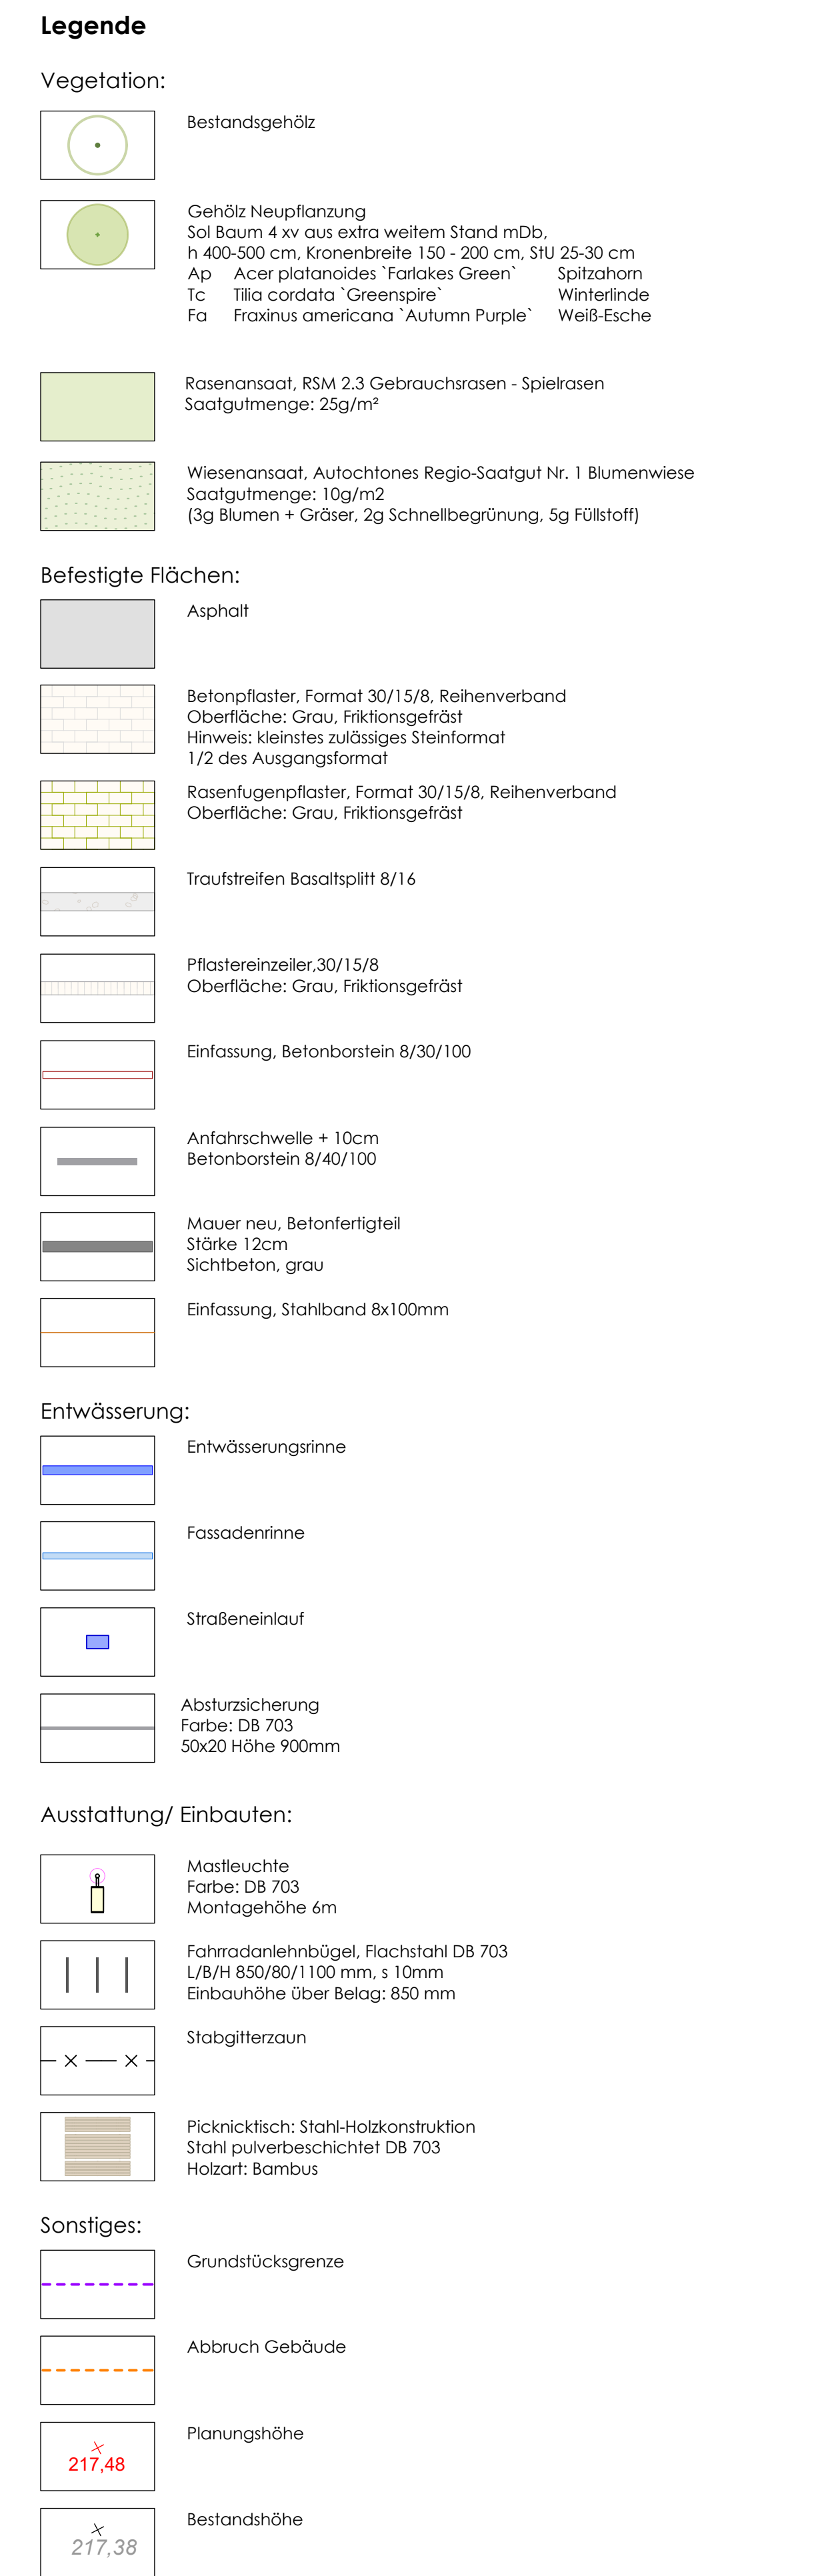 Legende
Vegetation:
Bestandsgehölz
Gehölz Neupflanzung
Sol Baum 4 xv aus extra weitem Stand mDb,
h 400-500 cm, Kronenbreite 150 - 200 cm, StU 25-30 cm
Ap Acer platanoides `Farlakes Green` Spitzahorn
Tc Tilia cordata `Greenspire` Winterlinde
Fa Fraxinus americana `Autumn Purple` Weiß-Esche
Rasenansaat, RSM 2.3 Gebrauchsrasen - Spielrasen
Saatgutmenge: 25g/m²
Wiesenansaat, Autochtones Regio-Saatgut Nr. 1 Blumenwiese
Saatgutmenge: 10g/m2
(3g Blumen + Gräser, 2g Schnellbegrünung, 5g Füllstoff)
Befestigte Flächen:
Asphalt
Betonpflaster, Format 30/15/8, Reihenverband
Oberfläche: Grau, Friktionsgefräst
Hinweis: kleinstes zulässiges Steinformat
1/2 des Ausgangsformat
Rasenfugenpflaster, Format 30/15/8, Reihenverband
Oberfläche: Grau, Friktionsgefräst
Traufstreifen Basaltsplitt 8/16
Pflastereinzeiler,30/15/8
Oberfläche: Grau, Friktionsgefräst
Einfassung, Betonborstein 8/30/100
Anfahrschwelle + 10cm
Betonborstein 8/40/100
Mauer neu, Betonfertigteil
Stärke 12cm
Sichtbeton, grau
Einfassung, Stahlband 8x100mm
Entwässerung:
Entwässerungsrinne
Fassadenrinne
Straßeneinlauf
Absturzsicherung
Farbe: DB 703
50x20 Höhe 900mm
Ausstattung/ Einbauten:
Mastleuchte
Farbe: DB 703
Montagehöhe 6m
Fahrradanlehnbügel, Flachstahl DB 703
L/B/H 850/80/1100 mm, s 10mm
Einbauhöhe über Belag: 850 mm
Stabgitterzaun
Picknicktisch: Stahl-Holzkonstruktion
Stahl pulverbeschichtet DB 703
Holzart: Bambus
Sonstiges:
Grundstücksgrenze
Abbruch Gebäude
Planungshöhe
217,48
Bestandshöhe
217,38